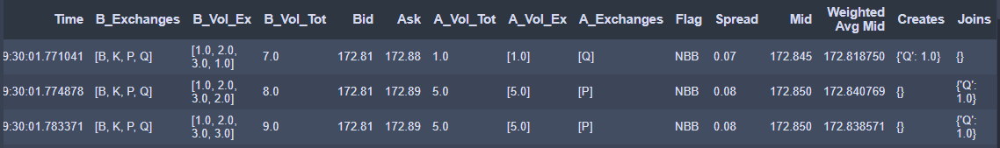 Time B_Exchanges B_Vol_Ex B_Vol_Tot Bid Ask A_Vol_Tot A_Vol_Ex A_Exchanges Flag Spread Mid Weighted Avg Mid Creates Joins
9:30:01.771041 [B, K, P, Q] [1.0, 2.0, 3.0, 1.0] 7.0 172.81 172.88 1.0 [1.0] [Q] NBB 0.07 172.845 172.818750 {'Q': 1.0} {}
9:30:01.774878 [B, K, P, Q] [1.0, 2.0, 3.0, 2.0] 8.0 172.81 172.89 5.0 [5.0] [P] NBB 0.08 172.850 172.840769 {} {'Q': 1.0}
9:30:01.783371 [B, K, P, Q] [1.0, 2.0, 3.0, 3.0] 9.0 172.81 172.89 5.0 [5.0] [P] NBB 0.08 172.850 172.838571 {} {'Q': 1.0}